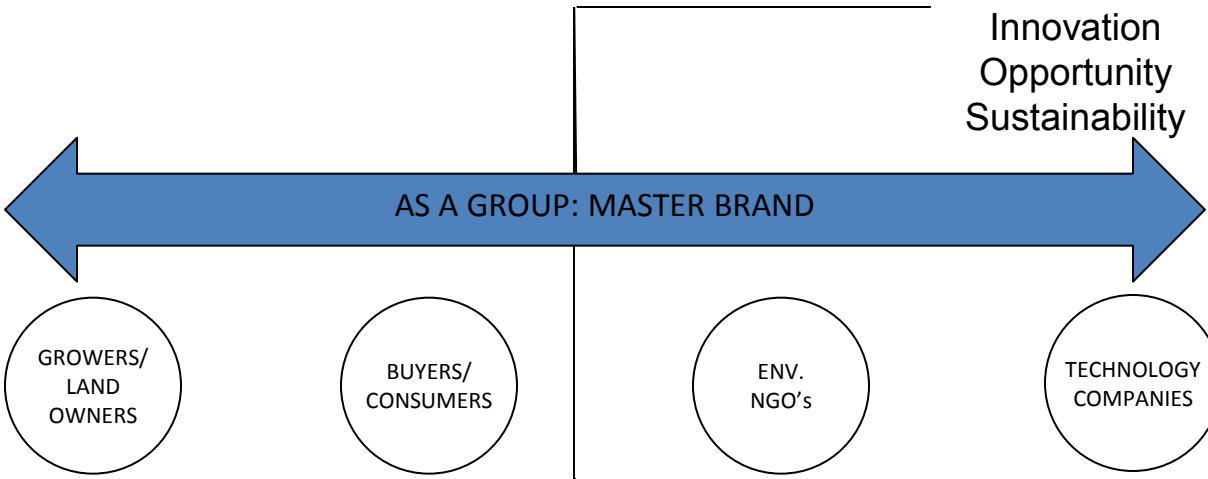 Innovation
Opportunity
Sustainability
AS A GROUP: MASTER BRAND
GROWERS/
LAND
OWNERS
BUYERS/
CONSUMERS
ENV.
NGO’s
TECHNOLOGY
COMPANIES